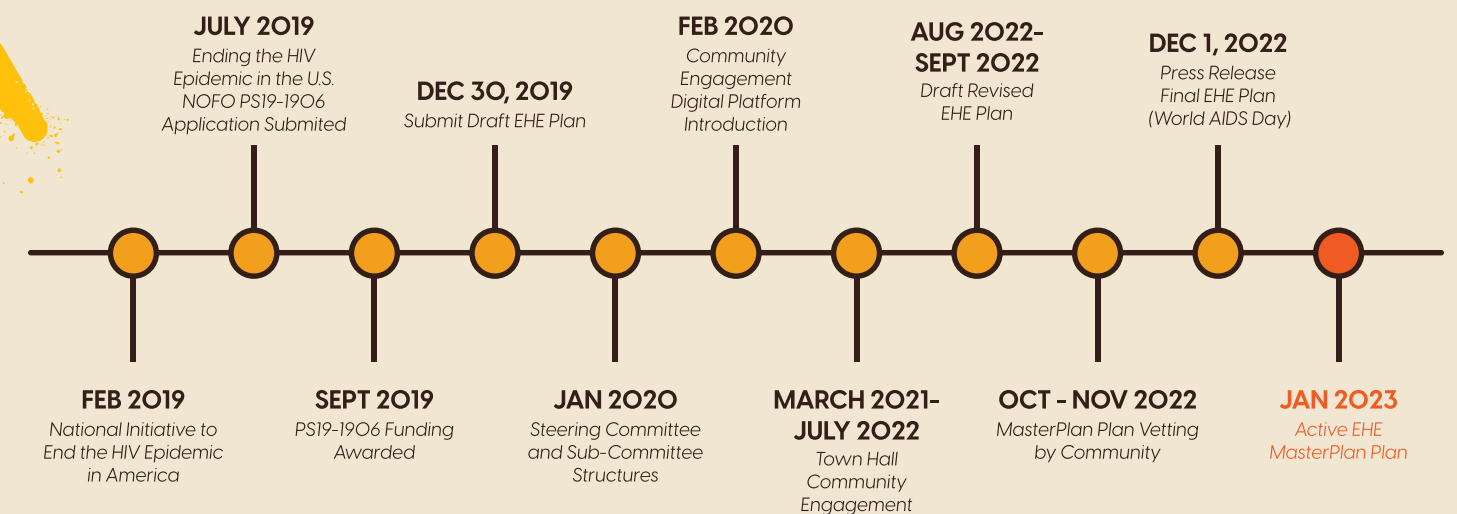 JULY 2019
Ending the HIV
Epidemic in the U.S.
NOFO PS19-1906
Application Submited
DEC 30, 2019
Submit Draft EHE Plan
FEB 2020
Community
Engagement
Digital Platform
Introduction
AUG 2022-
SEPT 2022
Draft Revised
EHE Plan
DEC 1, 2022
Press Release
Final EHE Plan
(World AIDS Day)
FEB 2019
National Initiative to
End the HIV Epidemic
in America
SEPT 2019
PS19-1906 Funding
Awarded
JAN 2020
Steering Committee
and Sub-Committee
Structures
MARCH 2021-
JULY 2022
Town Hall
Community
Engagement
OCT - NOV 2022
MasterPlan Plan Vetting
by Community
JAN 2023
Active EHE
MasterPlan Plan